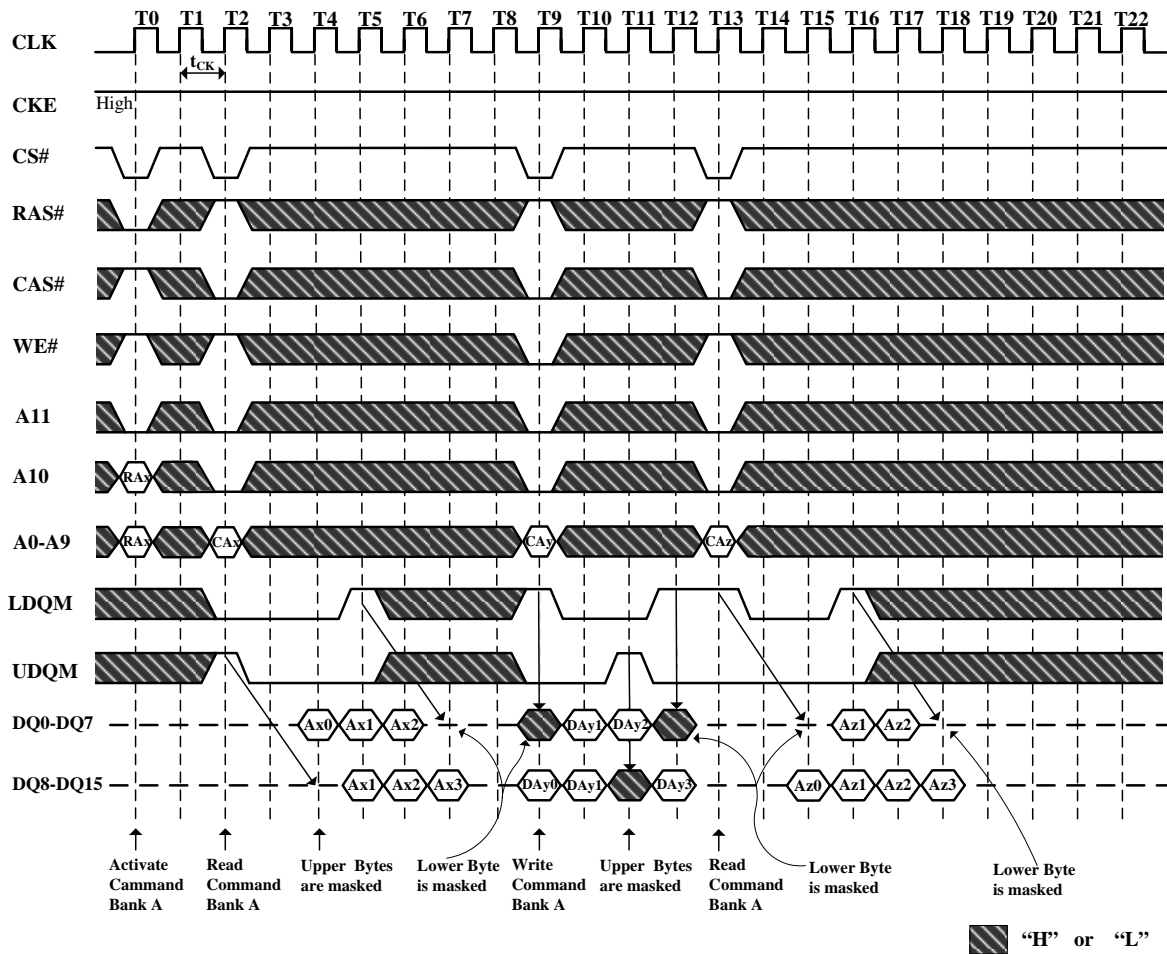 T0 T1 T2 T3 T4 T5 T6 T7 T8 T9 T10 T11 T12 T13 T14 T15 T16 T17 T18 T19 T20 T21 T22
CLK
tCK
CKE
High
CS#
RAS#
CAS#
WE#
A11
A10
RAx
A0-A9
RAx CAx CAy CAz
LDQM
UDQM
DQ0-DQ7
Ax0 Ax1 Ax2 DAy1 DAy2 Az1 Az2
DQ8-DQ15
Ax1 Ax2 Ax3 DAy0 DAy1 DAy3 Az0 Az1 Az2 Az3
Activate
Cammand
Bank A
Read
Command
Bank A
Upper Bytes
are masked
Lower Byte
is masked
Write
Command
Bank A
Upper Bytes
are masked
Read
Command
Bank A
Lower Byte
is masked
Lower Byte
is masked
“H” or “L”